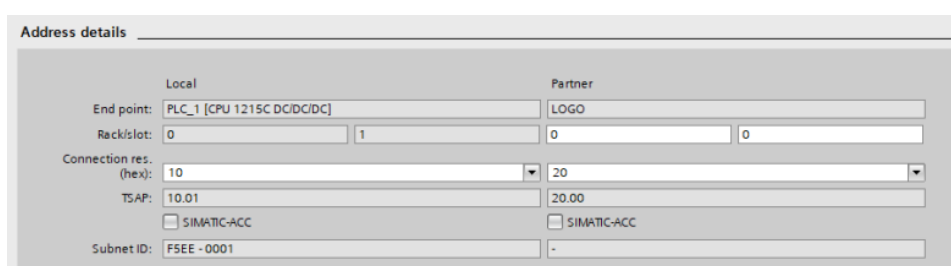 Address details
Local Partner
End point: PLC_1 [CPU 1215C DC/DC/DC] LOGO
Rack/slot: 0 1 0 0
Connection res.
(hex): 10 20
TSAP: 10.01 20.00
SIMATIC-ACC SIMATIC-ACC
Subnet ID: F5EE - 0001 -